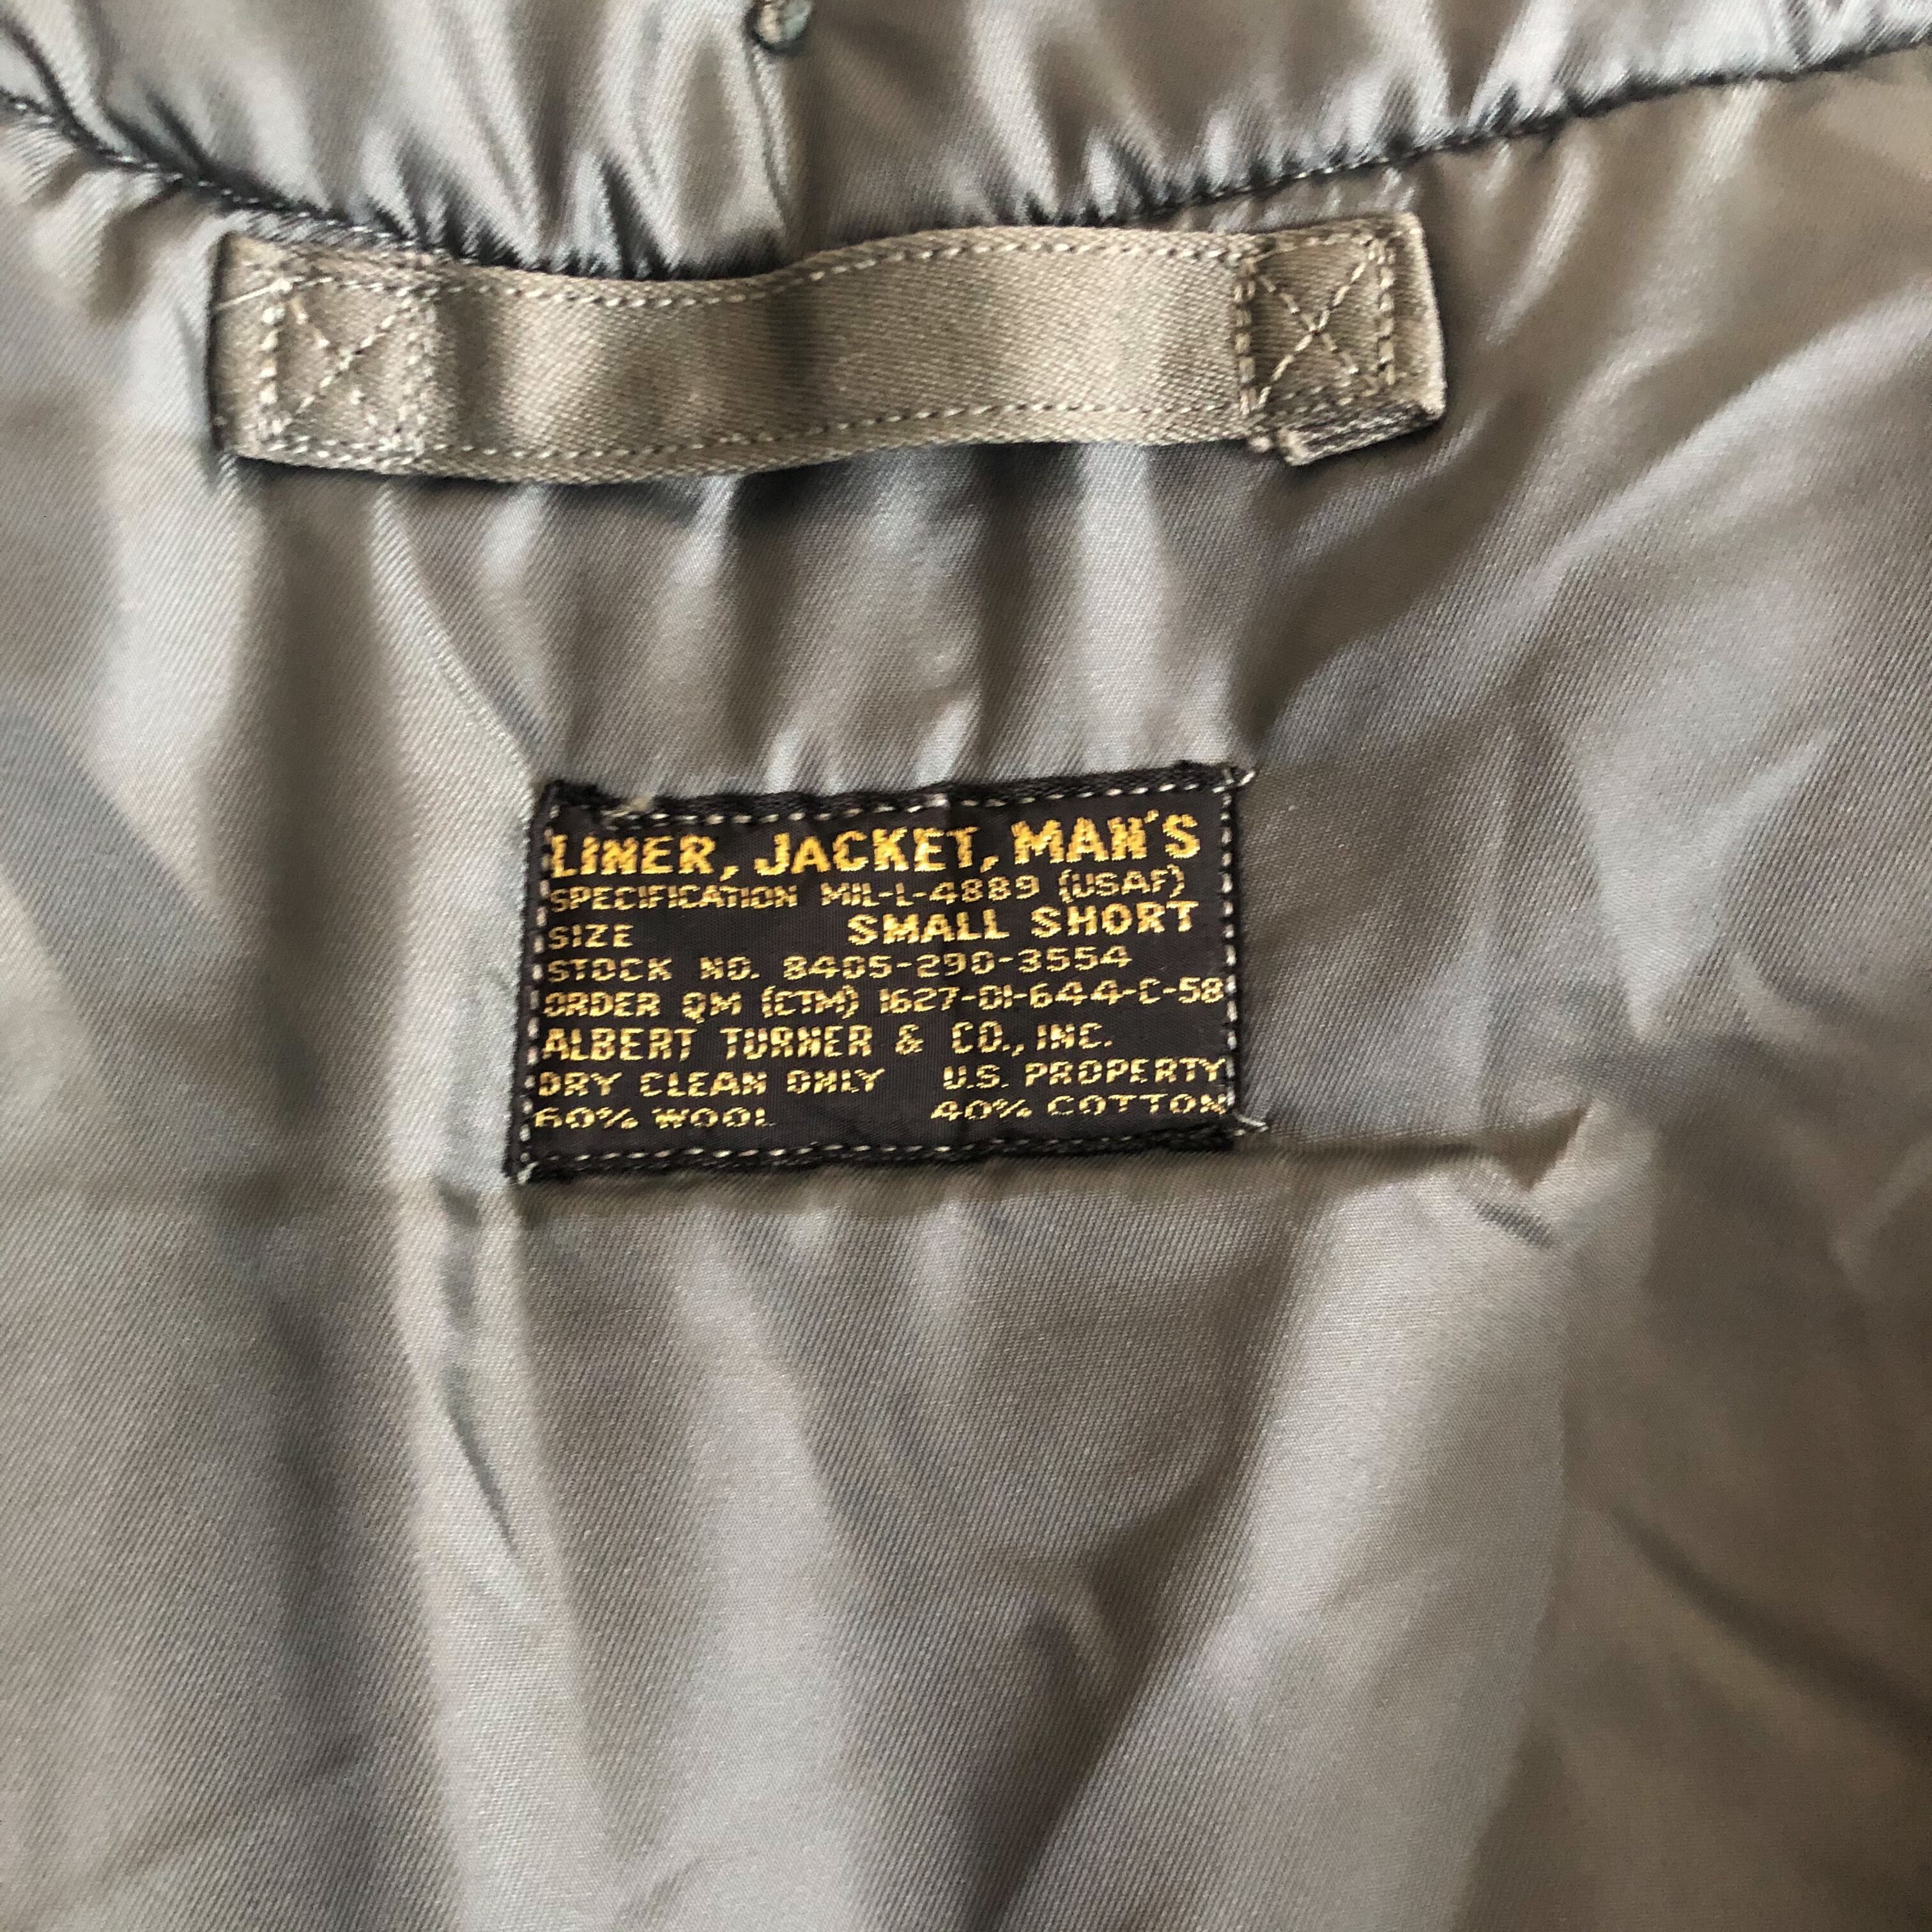 LINER, JACKET, MAN'S
SPECIFICATION MIL-L-4889 (USAF)
SIZE SMALL SHORT
STOCK NO. 8405-290-3554
ORDER QM (CTM) 1627-01-644-C-58
ALBERT TURNER & CO., INC.
DRY CLEAN ONLY U.S. PROPERTY
60% WOOL 40% COTTON